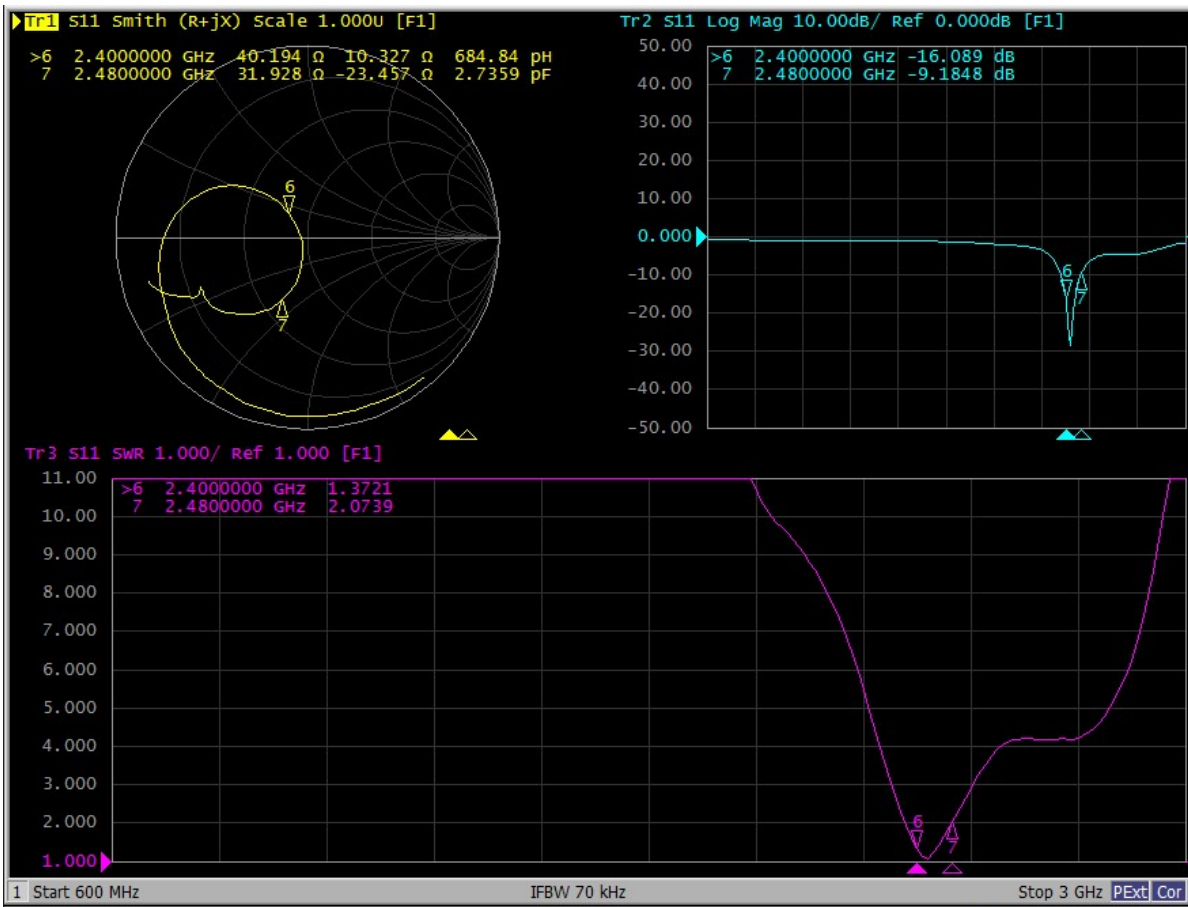 Tr1 S11 Smith (R+jX) Scale 1.000U [F1]
>6 2.4000000 GHz 40.194 Ω 10.327 Ω 684.84 pH
7 2.4800000 GHz 31.928 Ω -23.457 Ω 2.7359 pF
6
7
Tr2 S11 Log Mag 10.00dB/ Ref 0.000dB [F1]
50.00
>6 2.4000000 GHz -16.089 dB
7 2.4800000 GHz -9.1848 dB
40.00
30.00
20.00
10.00
0.000
-10.00
6
7
-20.00
-30.00
-40.00
-50.00
Tr3 S11 SWR 1.000/ Ref 1.000 [F1]
11.00
>6 2.4000000 GHz 1.3721
7 2.4800000 GHz 2.0739
10.00
9.000
8.000
7.000
6.000
5.000
4.000
3.000
2.000
6
7
1.000
1 Start 600 MHz IFBW 70 kHz Stop 3 GHz PExt Cor